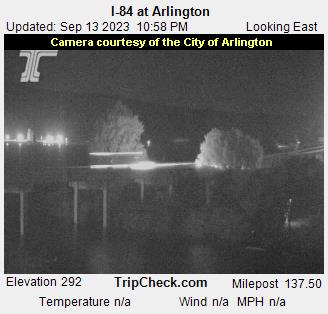 I-84 at Arlington
Updated: Sep 13 2023 10:58 PM Looking East
Camera courtesy of the City of Arlington
Elevation 292 TripCheck.com Milepost 137.50
Temperature n/a Wind n/a MPH n/a